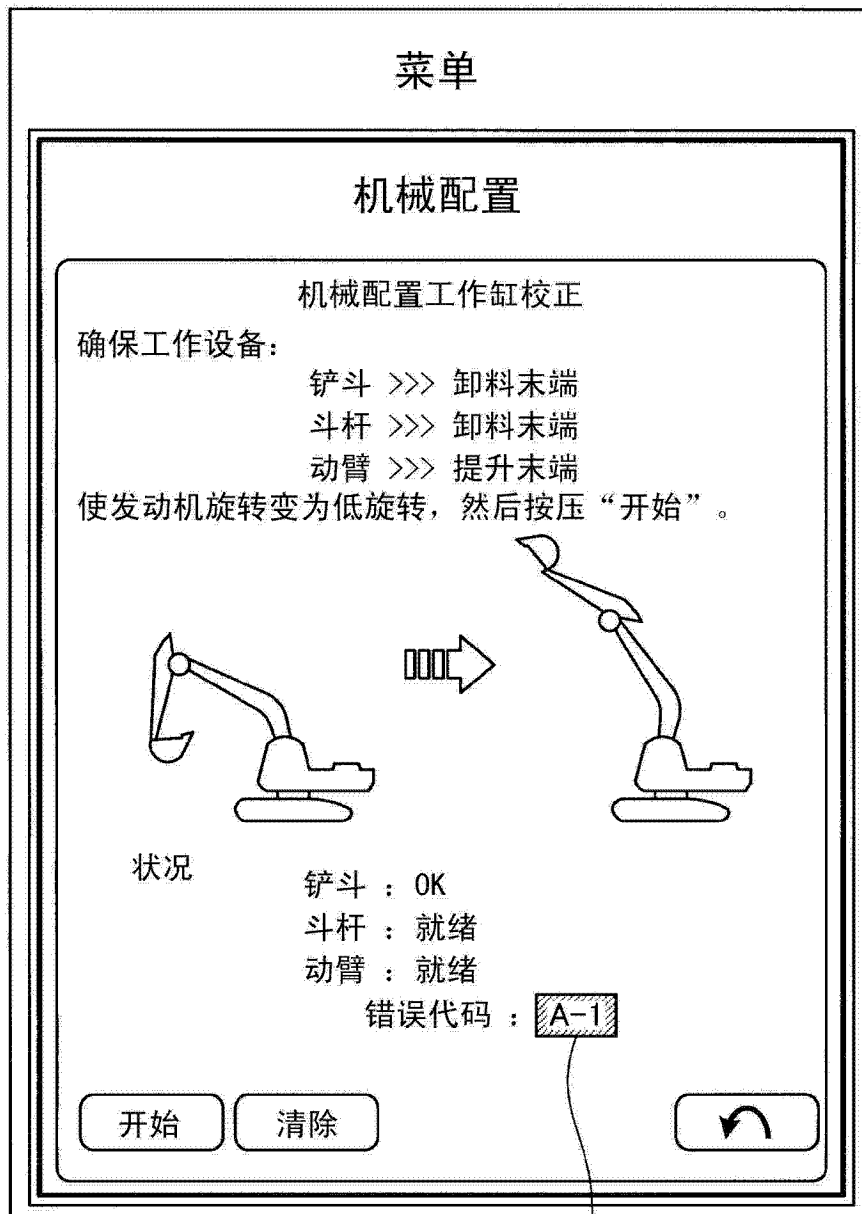 菜单
机械配置
机械配置工作缸校正
确保工作设备:
铲斗 >>> 卸料末端
斗杆 >>> 卸料末端
动臂 >>> 提升末端
使发动机旋转变为低旋转，然后按压“开始”。
状况
铲斗 : OK
斗杆 : 就绪
动臂 : 就绪
错误代码 : A-1
开始 清除